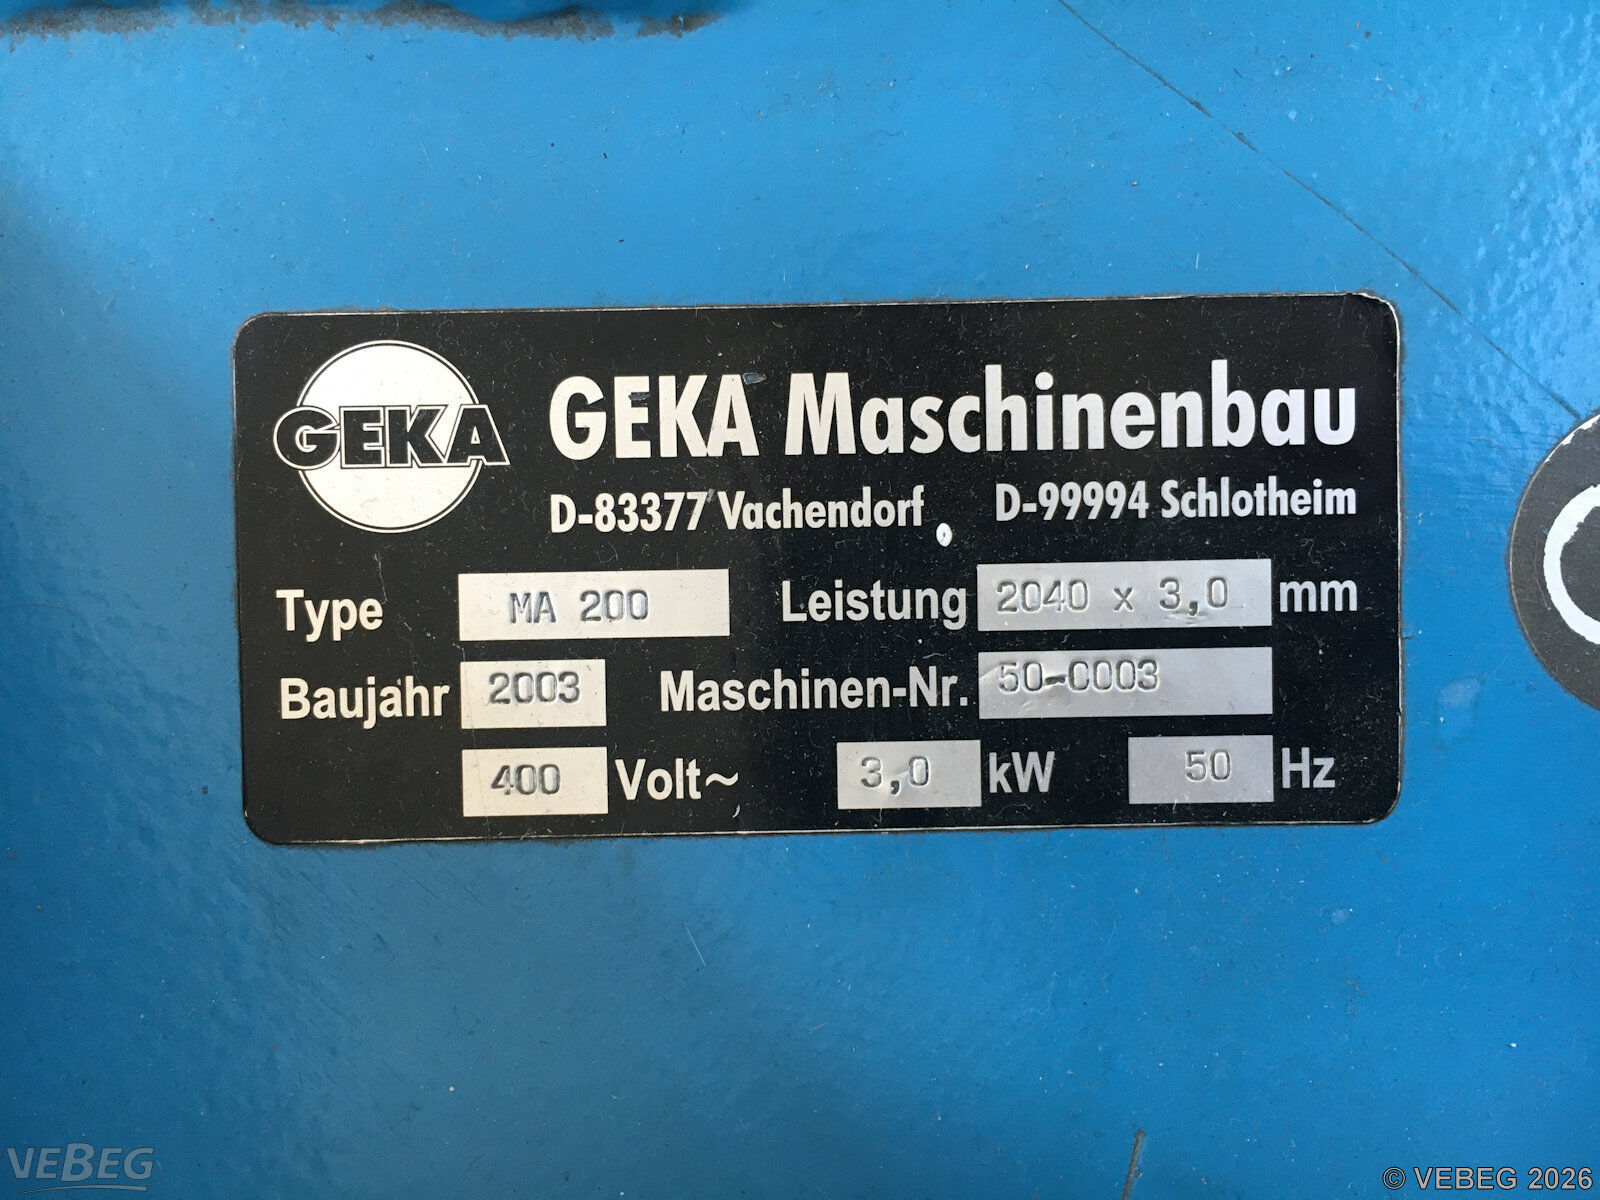 GEKA
GEKA Maschinenbau
D-83377 Vachendorf D-99994 Schlotheim
Type MA 200 Leistung 2040 x 3,0 mm
Baujahr 2003 Maschinen-Nr. 50-0003
400 Volt~ 3,0 kW 50 Hz
VEBEG
© VEBEG 2026